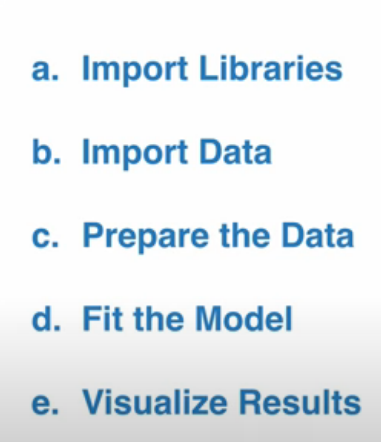 a. Import Libraries
b. Import Data
c. Prepare the Data
d. Fit the Model
e. Visualize Results